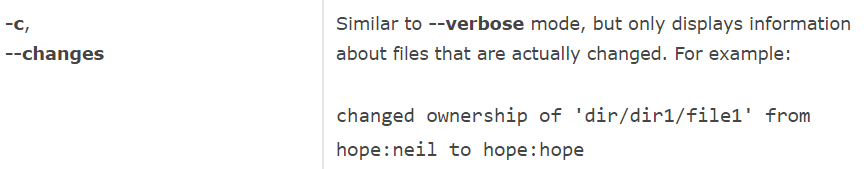 -c,
--changes
Similar to --verbose mode, but only displays information
about files that are actually changed. For example:
changed ownership of 'dir/dir1/file1' from
hope:neil to hope:hope